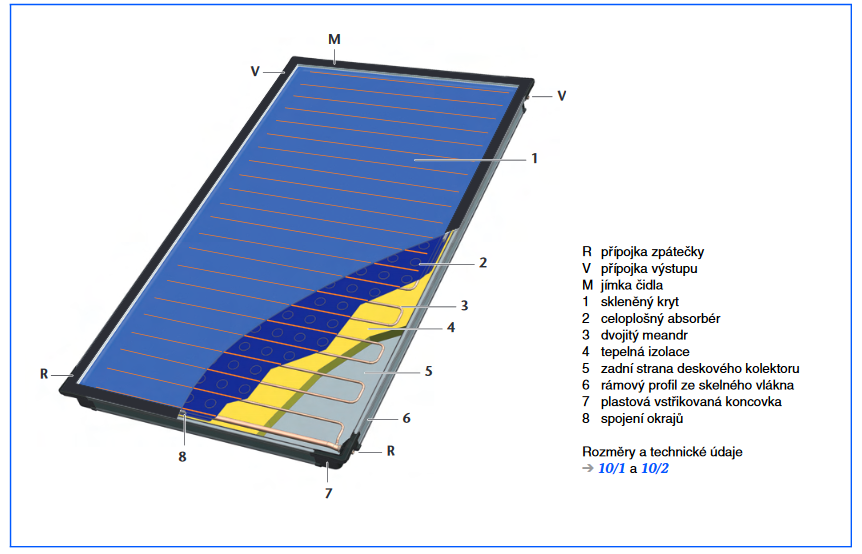 M
V
V
1
2
3
4
5
6
R
R
8
7
R přípojka zpátečky
V přípojka výstupu
M jímka čidla
1 skleněný kryt
2 celoplošný absorbér
3 dvojitý meandr
4 tepelná izolace
5 zadní strana deskového kolektoru
6 rámový profil ze skelného vlákna
7 plastová vstřikovaná koncovka
8 spojení okrajů
Rozměry a technické údaje
➔ 10/1 a 10/2